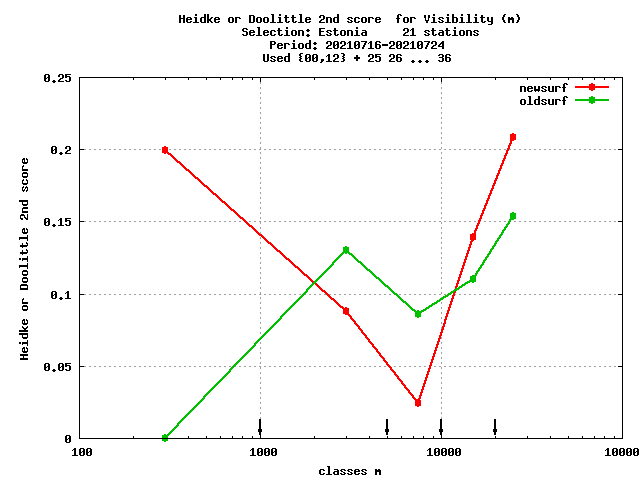 Heidke or Doolittle 2nd score  for Visibility (m)
Selection: Estonia     21 stations
Period: 20210716-20210724
Used {00,12} + 25 26 ... 36
newsurf
oldsurf
Heidke or Doolittle 2nd score
0.25
0.2
0.15
0.1
0.05
0
100
1000
10000
10000
classes m